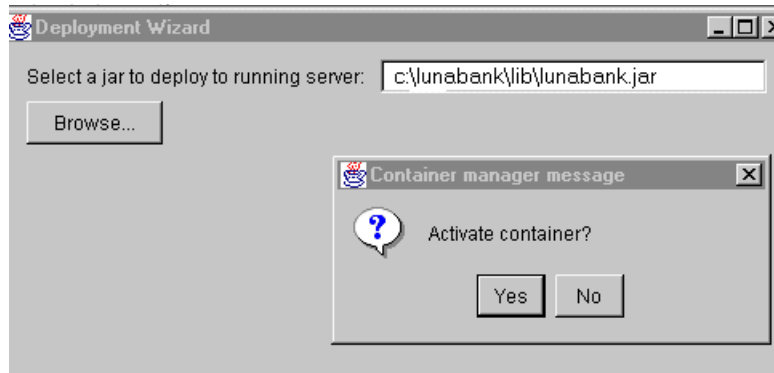 Deployment Wizard
Select a jar to deploy to running server: c:\lunabank\lib\lunabank.jar
Browse...
Container manager message
Activate container?
Yes No